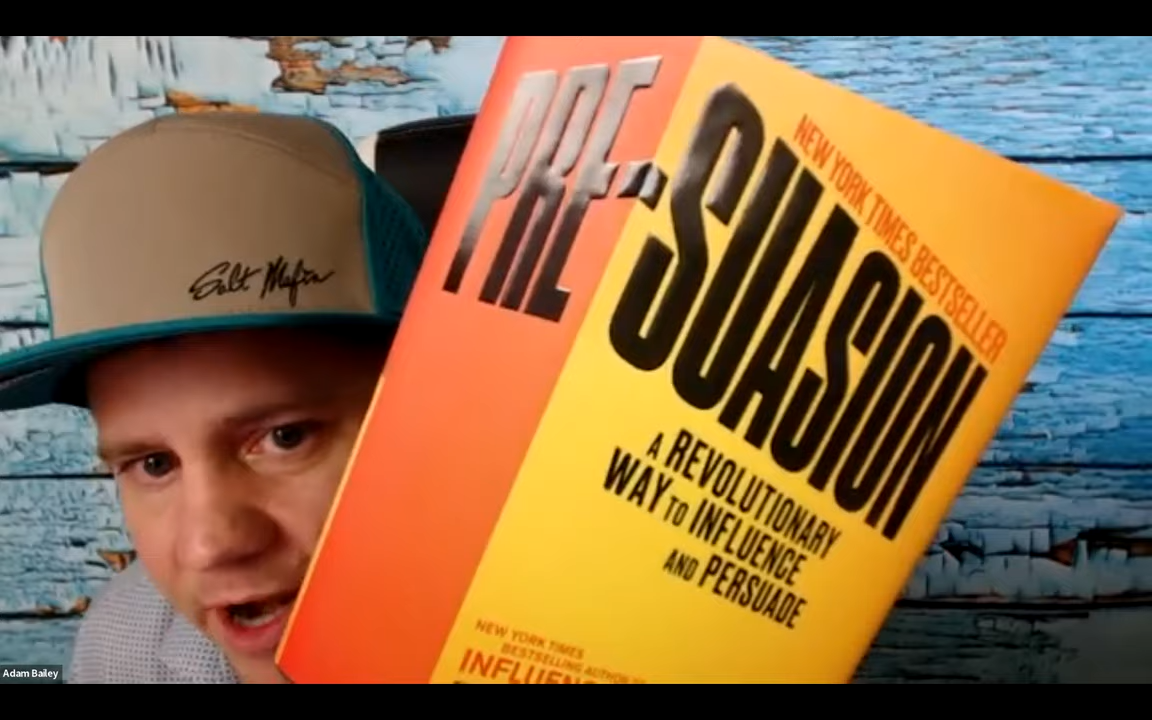 Salt Mafia
PRE-
SUASION
NEW YORK TIMES BESTSELLER
A REVOLUTIONARY
WAY TO INFLUENCE
AND PERSUADE
NEW YORK TIMES
BESTSELLING AUTHOR OF
Adam Bailey